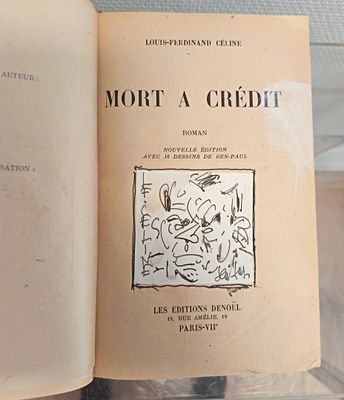 AUTEUR :
RATION :
LOUIS-FERDINAND CÉLINE
MORT A CRÉDIT
ROMAN
NOUVELLE ÉDITION
AVEC 16 DESSINS DE GEN-PAUL
LES EDITIONS DENOËL
19, RUE AMÉLIE, 19
PARIS-VIIᵉ